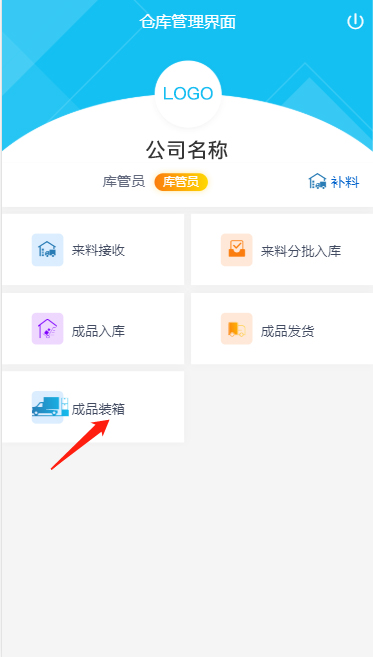 仓库管理界面
LOGO
公司名称
库管员 库管员 补料
来料接收 来料分批入库
成品入库 成品发货
成品装箱